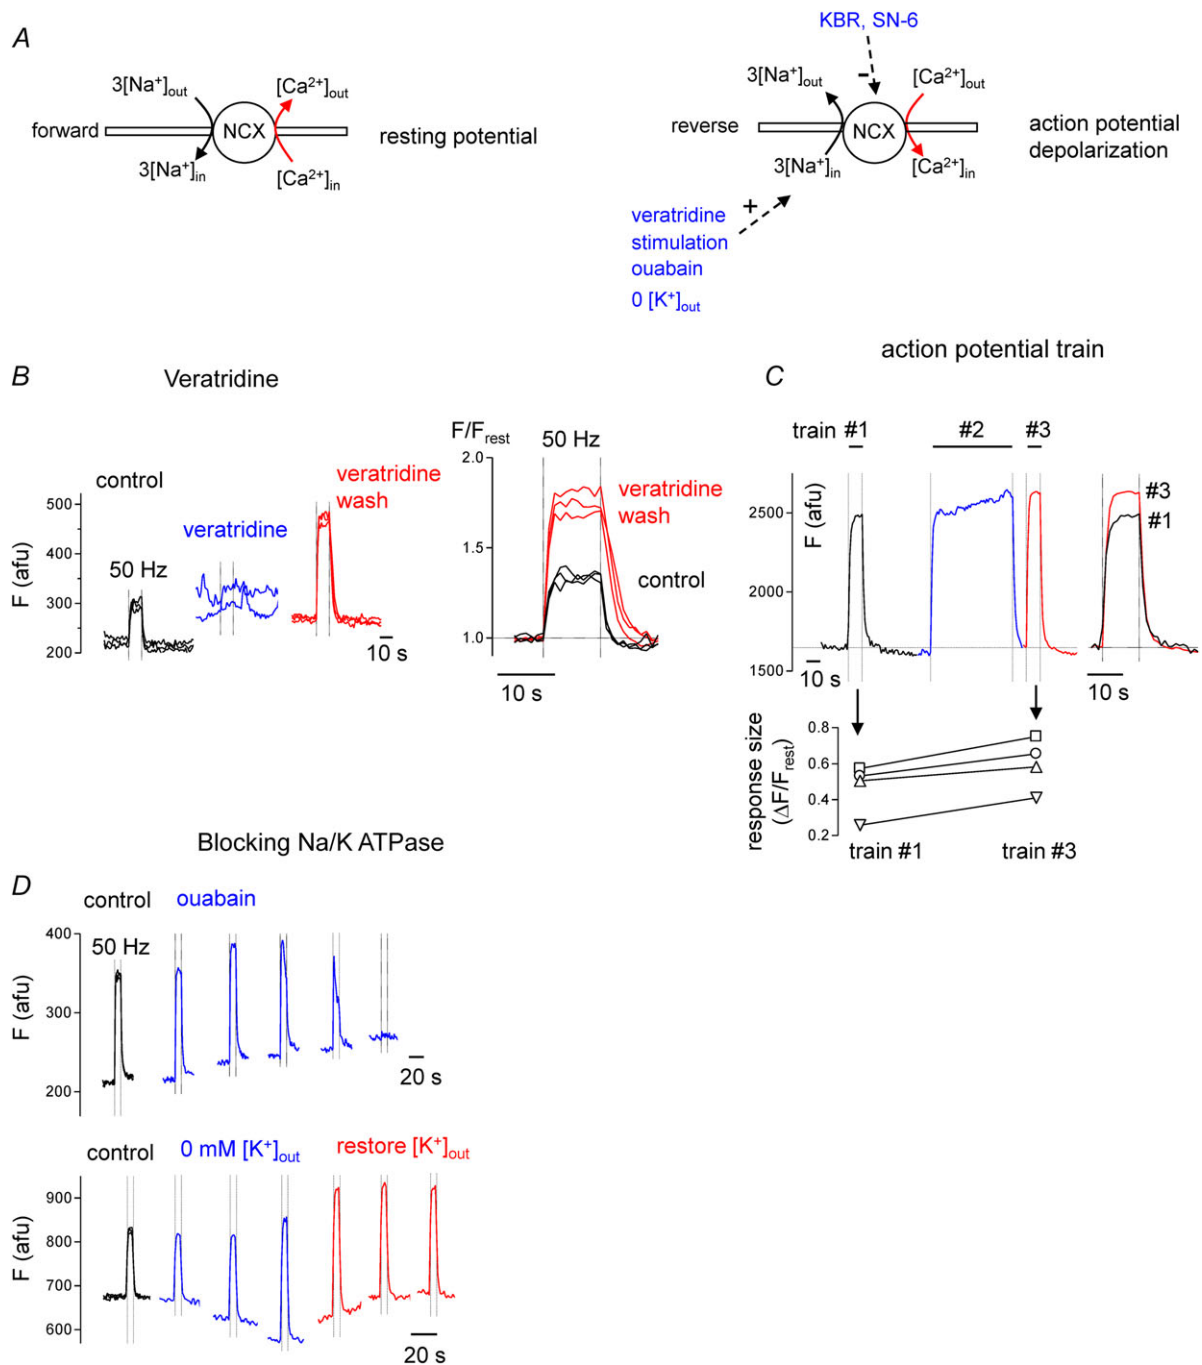 A
3[Na⁺]out
[Ca²⁺]out
forward
NCX
resting potential
3[Na⁺]in
[Ca²⁺]in
KBR, SN-6
−
3[Na⁺]out
[Ca²⁺]out
reverse
NCX
action potential
depolarization
3[Na⁺]in
[Ca²⁺]in
+
veratridine
stimulation
ouabain
0 [K⁺]out
B
Veratridine
control
veratridine
veratridine
wash
50 Hz
F (afu)
500
400
300
200
10 s
F/Frest
50 Hz
2.0
1.5
1.0
veratridine
wash
control
10 s
action potential train
C
train #1
#2
#3
F (afu)
2500
2000
1500
10 s
#3
#1
10 s
response size
(ΔF/Frest)
0.8
0.6
0.4
0.2
train #1
train #3
Blocking Na/K ATPase
D
control
ouabain
50 Hz
F (afu)
400
300
200
20 s
control
0 mM [K⁺]out
restore [K⁺]out
F (afu)
900
800
700
600
20 s